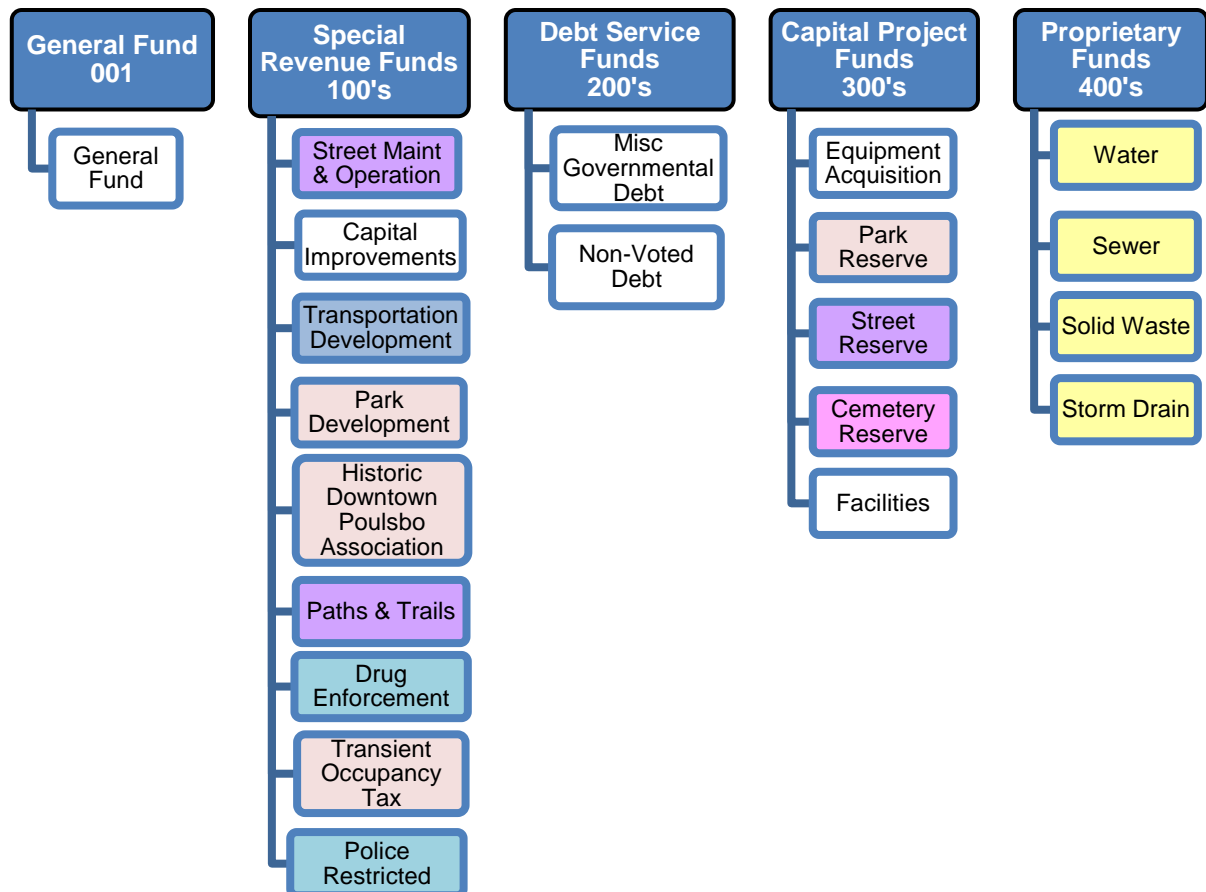 General Fund
001
General
Fund
Special
Revenue Funds
100's
Street Maint
& Operation
Capital
Improvements
Transportation
Development
Park
Development
Historic
Downtown
Poulsbo
Association
Paths & Trails
Drug
Enforcement
Transient
Occupancy
Tax
Police
Restricted
Debt Service
Funds
200's
Misc
Governmental
Debt
Non-Voted
Debt
Capital Project
Funds
300's
Equipment
Acquisition
Park
Reserve
Street
Reserve
Cemetery
Reserve
Facilities
Proprietary
Funds
400's
Water
Sewer
Solid Waste
Storm Drain